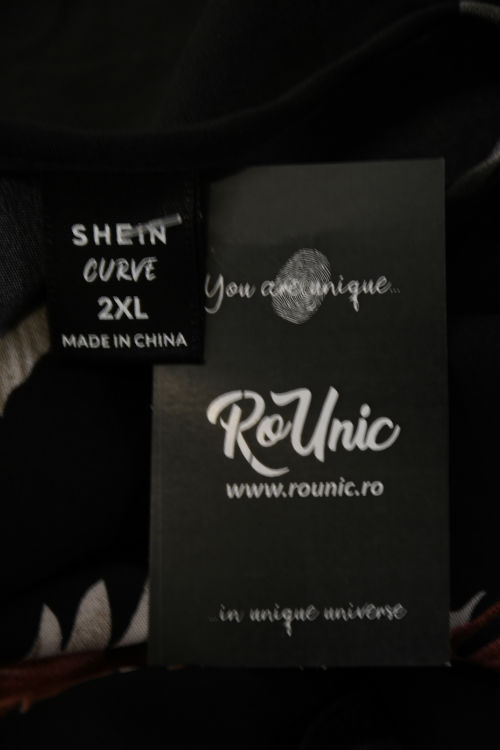 SHEIN
CURVE
2XL
MADE IN CHINA
You are unique...
RoUnic
www.rounic.ro
...in unique universe